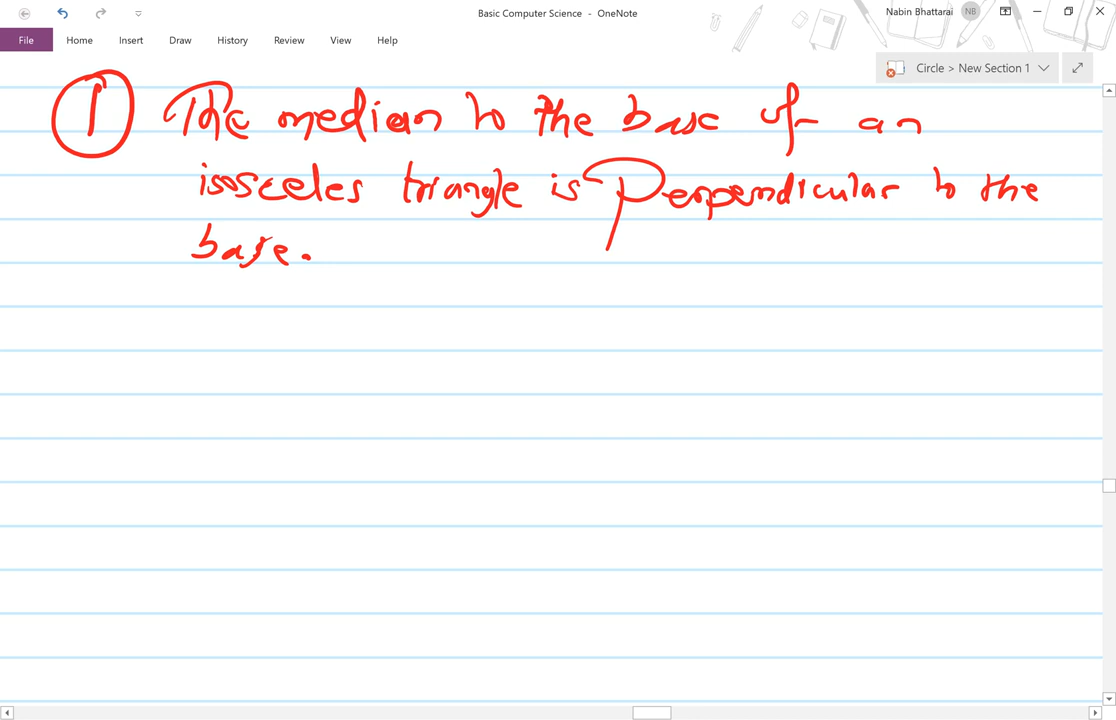 Basic Computer Science - OneNote
Nabin Bhattarai NB
File Home Insert Draw History Review View Help
Circle > New Section 1
1 The median to the base of an
isosceles triangle is Perpendicular to the
base.